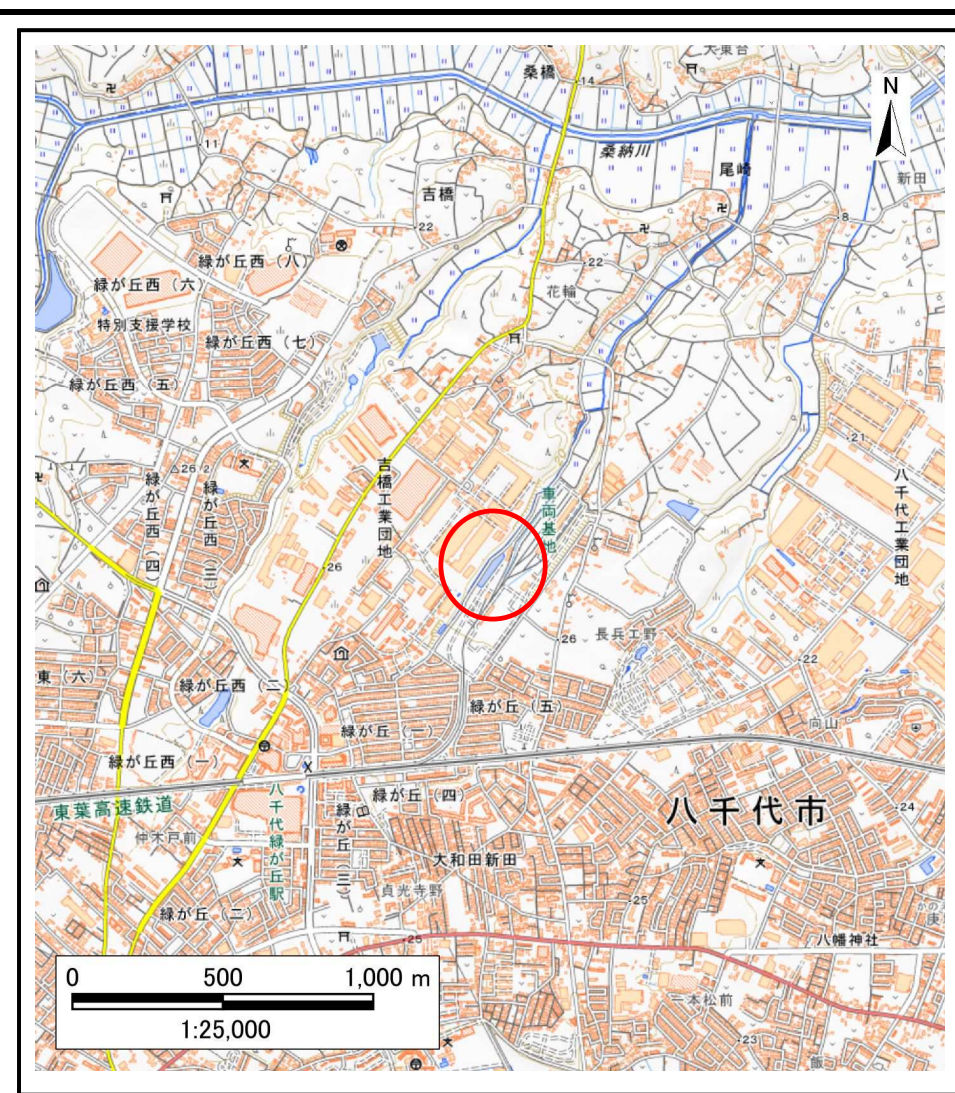 大東台
桑橋
14
N
11
桑納川
尾崎
新田
吉橋
22
8
緑が丘西（八）
22
緑が丘西（六）
花輪
特別支援学校
緑が丘西（七）
緑が丘西（五）
21
26.2
吉橋工業団地
車両基地
八千代工業団地
緑が丘西（四）
緑が丘西（三）
26
26
長兵エ野
22
東（六）
緑が丘西（二）
緑が丘（五）
緑が丘（一）
向山
緑が丘西（一）
東葉高速鉄道
八千代緑が丘駅
緑が丘（四）
緑が丘（三）
八千代市
24
仲木戸前
大和田新田
貞光寺野
緑が丘（二）
25
25
八幡神社
0 500 1,000 m
1:25,000
一本松前
23
飯